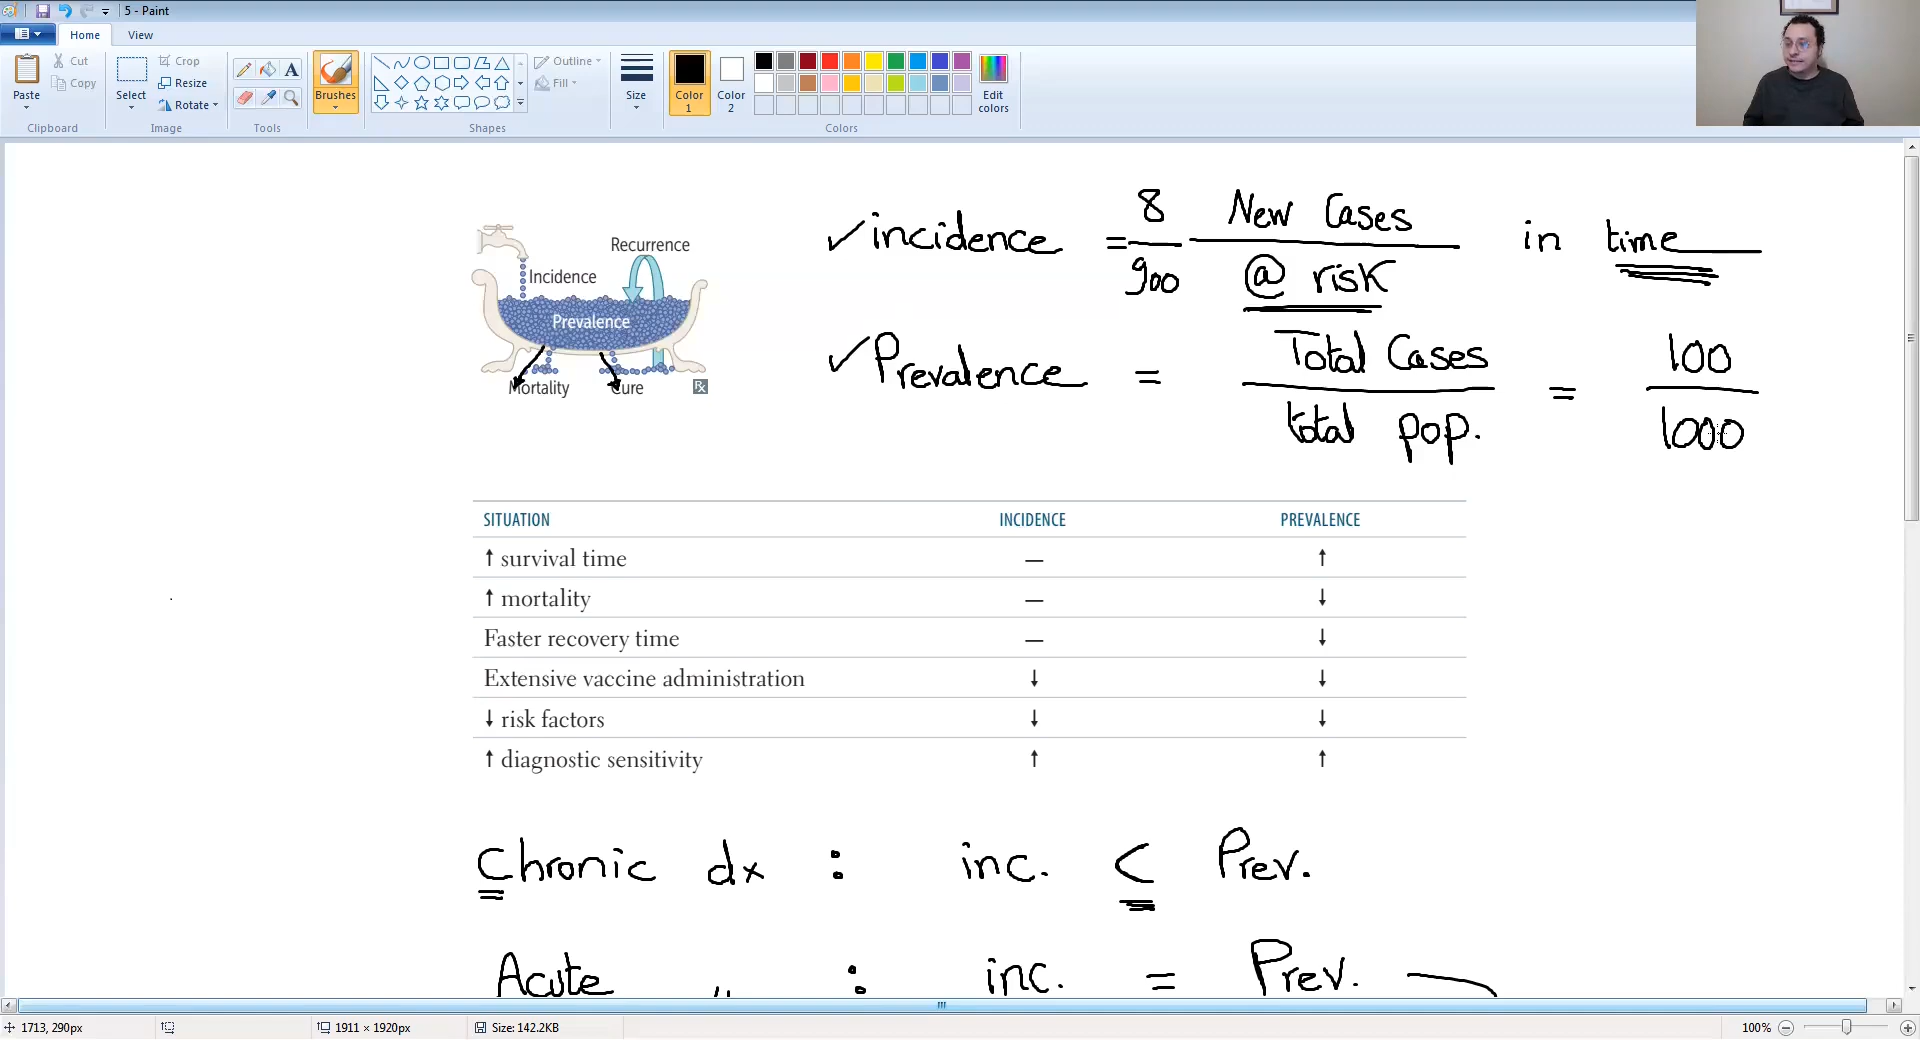 5 - Paint
Home View
Paste
Cut
Copy
Clipboard
Select
Crop
Resize
Rotate
Image
A
Tools
Brushes
Outline
Fill
Shapes
Size
Color 1
Color 2
Edit colors
Colors
Recurrence
Incidence
Prevalence
Mortality Cure
Rx
incidence = 8 / 900 New Cases / @ risk in time
Prevalence = Total Cases / total pop. = 100 / 1000
SITUATION INCIDENCE PREVALENCE
↑ survival time — ↑
↑ mortality — ↓
Faster recovery time — ↓
Extensive vaccine administration ↓ ↓
↓ risk factors ↓ ↓
↑ diagnostic sensitivity ↑ ↑
Chronic dx : inc. < Prev.
Acute " : inc. = Prev.
1713, 290px
1911 × 1920px
Size: 142.2KB
100%